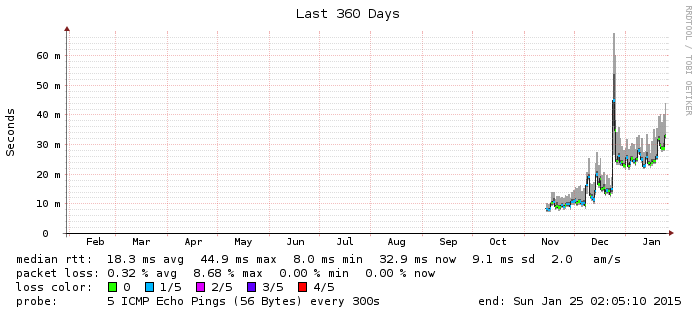 Last 360 Days
RRDTOOL / TOBI OETIKER
Seconds
60 m
50 m
40 m
30 m
20 m
10 m
0
Feb Mar Apr May Jun Jul Aug Sep Oct Nov Dec Jan
median rtt: 18.3 ms avg 44.9 ms max 8.0 ms min 32.9 ms now 9.1 ms sd 2.0 am/s
packet loss: 0.32 % avg 8.68 % max 0.00 % min 0.00 % now
loss color: 0 1/5 2/5 3/5 4/5
probe: 5 ICMP Echo Pings (56 Bytes) every 300s end: Sun Jan 25 02:05:10 2015